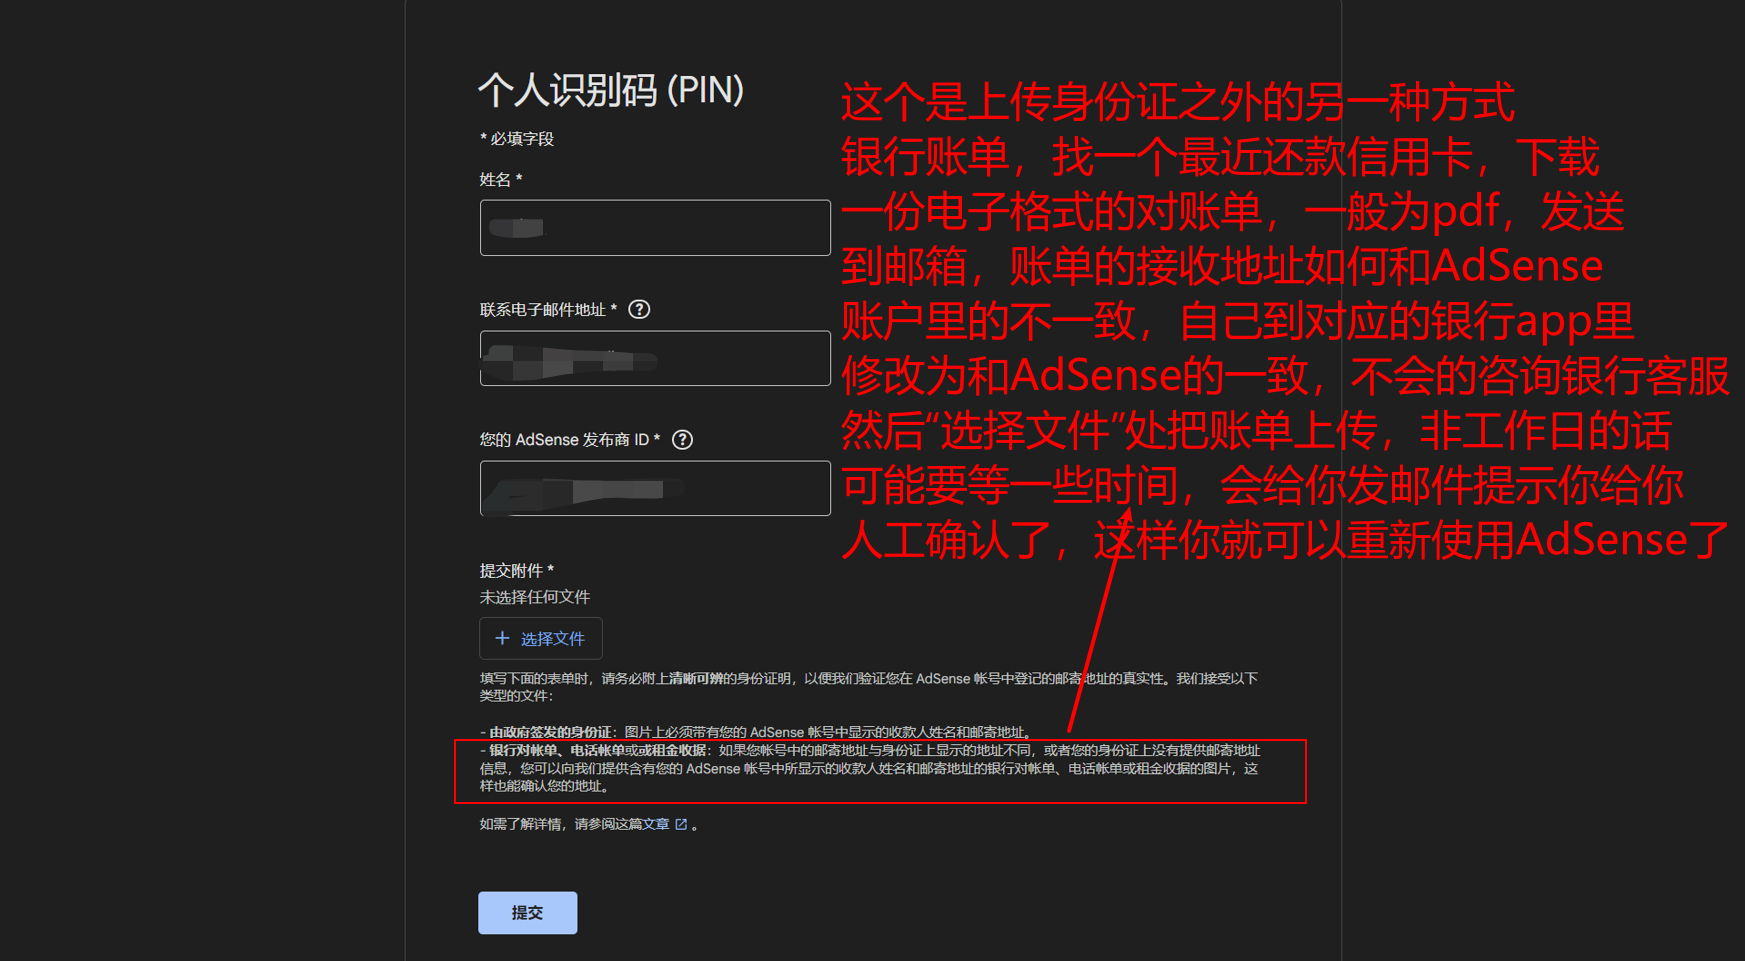 个人识别码 (PIN)
* 必填字段
姓名 *
联系电子邮件地址 *
您的 AdSense 发布商 ID *
提交附件 *
未选择任何文件
+ 选择文件
填写下面的表单时，请务必附上清晰可辨的身份证明，以便我们验证您在 AdSense 帐号中登记的邮寄地址的真实性。我们接受以下
类型的文件：
- 由政府签发的身份证：图片上必须带有您的 AdSense 帐号中显示的收款人姓名和邮寄地址。
- 银行对帐单、电话帐单或或租金收据：如果您帐号中的邮寄地址与身份证上显示的地址不同，或者您的身份证上没有提供邮寄地址
信息，您可以向我们提供含有您的 AdSense 帐号中所显示的收款人姓名和邮寄地址的银行对帐单、电话帐单或租金收据的图片，这
样也能确认您的地址。
如需了解详情，请参阅这篇文章 。
提交
这个是上传身份证之外的另一种方式
银行账单，找一个最近还款信用卡，下载
一份电子格式的对账单，一般为pdf，发送
到邮箱，账单的接收地址如何和AdSense
账户里的不一致，自己到对应的银行app里
修改为和AdSense的一致，不会的咨询银行客服
然后“选择文件”处把账单上传，非工作日的话
可能要等一些时间，会给你发邮件提示你给你
人工确认了，这样你就可以重新使用AdSense了